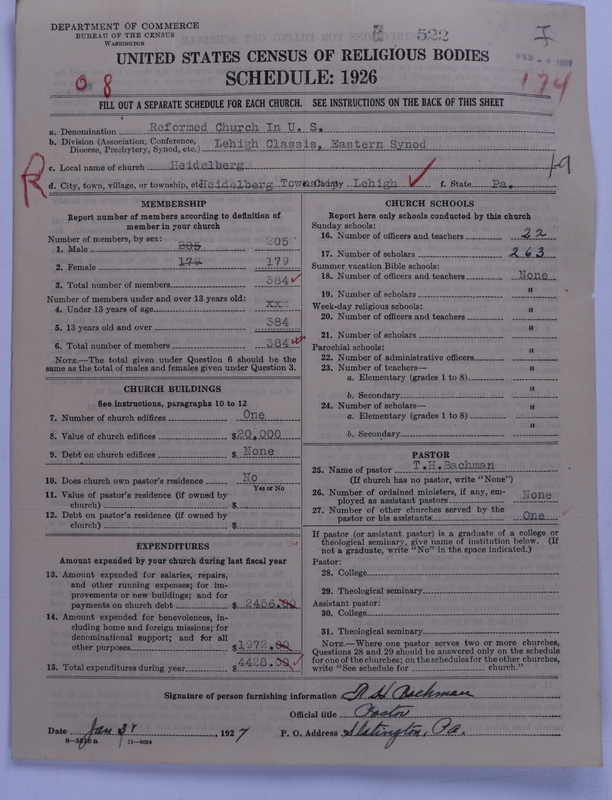 DEPARTMENT OF COMMERCE
BUREAU OF THE CENSUS
WASHINGTON
522
I
FEB - 4 1927
UNITED STATES CENSUS OF RELIGIOUS BODIES
SCHEDULE: 1926
0 8
174
FILL OUT A SEPARATE SCHEDULE FOR EACH CHURCH. SEE INSTRUCTIONS ON THE BACK OF THIS SHEET
a. Denomination Reformed Church In U. S.
b. Division (Association, Conference, Diocese, Presbytery, Synod, etc.) Lehigh Classis, Eastern Synod
R
c. Local name of church Heidelberg
d. City, town, village, or township, etc. Heidelberg Township County Lehigh f. State Pa.
MEMBERSHIP
Report number of members according to definition of
member in your church
Number of members, by sex:
1. Male 205 205
2. Female 179 179
3. Total number of members 384
Number of members under and over 13 years old:
4. Under 13 years of age xxx
5. 13 years old and over 384
6. Total number of members 384
NOTE.—The total given under Question 6 should be the
same as the total of males and females given under Question 3.
CHURCH BUILDINGS
See instructions, paragraphs 10 to 12
7. Number of church edifices One
8. Value of church edifices $20,000
9. Debt on church edifices $ None
10. Does church own pastor's residence? No
Yes or No
11. Value of pastor's residence (if owned by
church) $
12. Debt on pastor's residence (if owned by
church) $
EXPENDITURES
Amount expended by your church during last fiscal year
13. Amount expended for salaries, repairs,
and other running expenses; for im-
provements or new buildings; and for
payments on church debt $ 2456.00
14. Amount expended for benevolences, in-
cluding home and foreign missions; for
denominational support; and for all
other purposes $1972.00
15. Total expenditures during year $4428.00
CHURCH SCHOOLS
Report here only schools conducted by this church
Sunday schools:
16. Number of officers and teachers 22
17. Number of scholars 263
Summer vacation Bible schools:
18. Number of officers and teachers None
19. Number of scholars "
Week-day religious schools:
20. Number of officers and teachers "
21. Number of scholars "
Parochial schools:
22. Number of administrative officers "
23. Number of teachers—
a. Elementary (grades 1 to 8) "
b. Secondary "
24. Number of scholars—
a. Elementary (grades 1 to 8) "
b. Secondary "
PASTOR
25. Name of pastor T.H.Bachman
(If church has no pastor, write "None")
26. Number of ordained ministers, if any, em-
ployed as assistant pastors None
27. Number of other churches served by the
pastor or his assistants One
If pastor (or assistant pastor) is a graduate of a college or
theological seminary, give name of institution below. (If
not a graduate, write "No" in the space indicated.)
Pastor:
28. College
29. Theological seminary
Assistant pastor:
30. College
31. Theological seminary
NOTE.—Where one pastor serves two or more churches,
Questions 28 and 29 should be answered only on the schedule
for one of the churches; on the schedules for the other churches,
write "See schedule for church."
Signature of person furnishing information T. H. Bachman
Official title Pastor
Date Jan 31, 1927 P. O. Address Slatington, Pa.
11—9054